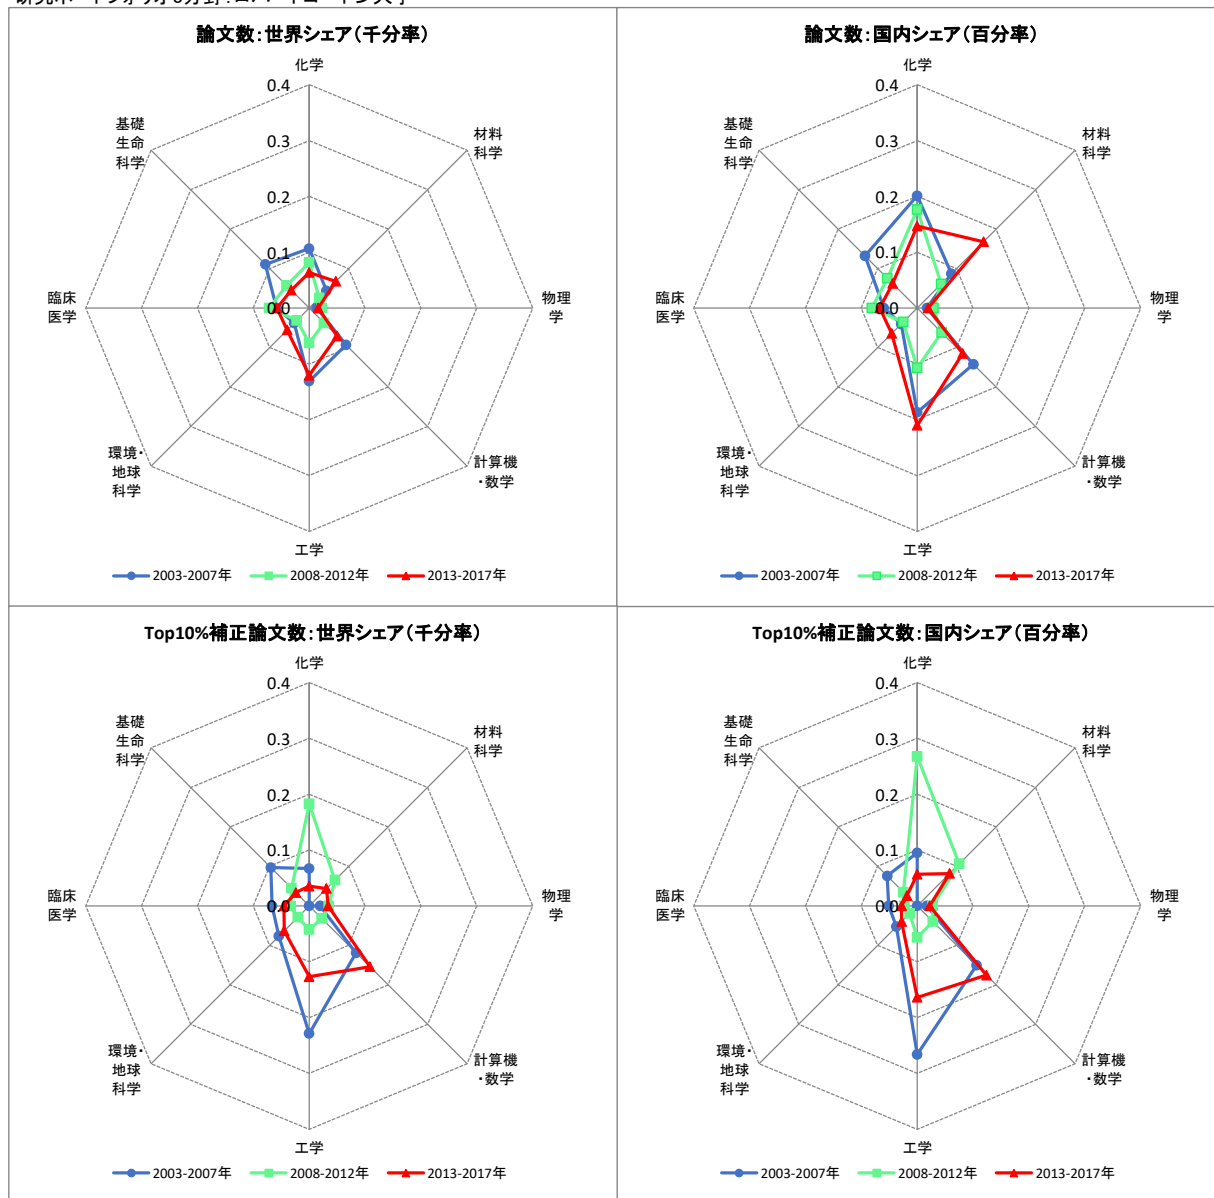 論文数：世界シェア（千分率）
化学
0.4
0.3
0.2
0.1
0.0
材料
科学
物理
学
計算機
・数学
工学
環境・
地球
科学
臨床
医学
基礎
生命
科学
2003-2007年
2008-2012年
2013-2017年
論文数：国内シェア（百分率）
化学
0.4
0.3
0.2
0.1
0.0
材料
科学
物理
学
計算機
・数学
工学
環境・
地球
科学
臨床
医学
基礎
生命
科学
2003-2007年
2008-2012年
2013-2017年
Top10%補正論文数：世界シェア（千分率）
化学
0.4
0.3
0.2
0.1
0.0
材料
科学
物理
学
計算機
・数学
工学
環境・
地球
科学
臨床
医学
基礎
生命
科学
2003-2007年
2008-2012年
2013-2017年
Top10%補正論文数：国内シェア（百分率）
化学
0.4
0.3
0.2
0.1
0.0
材料
科学
物理
学
計算機
・数学
工学
環境・
地球
科学
臨床
医学
基礎
生命
科学
2003-2007年
2008-2012年
2013-2017年